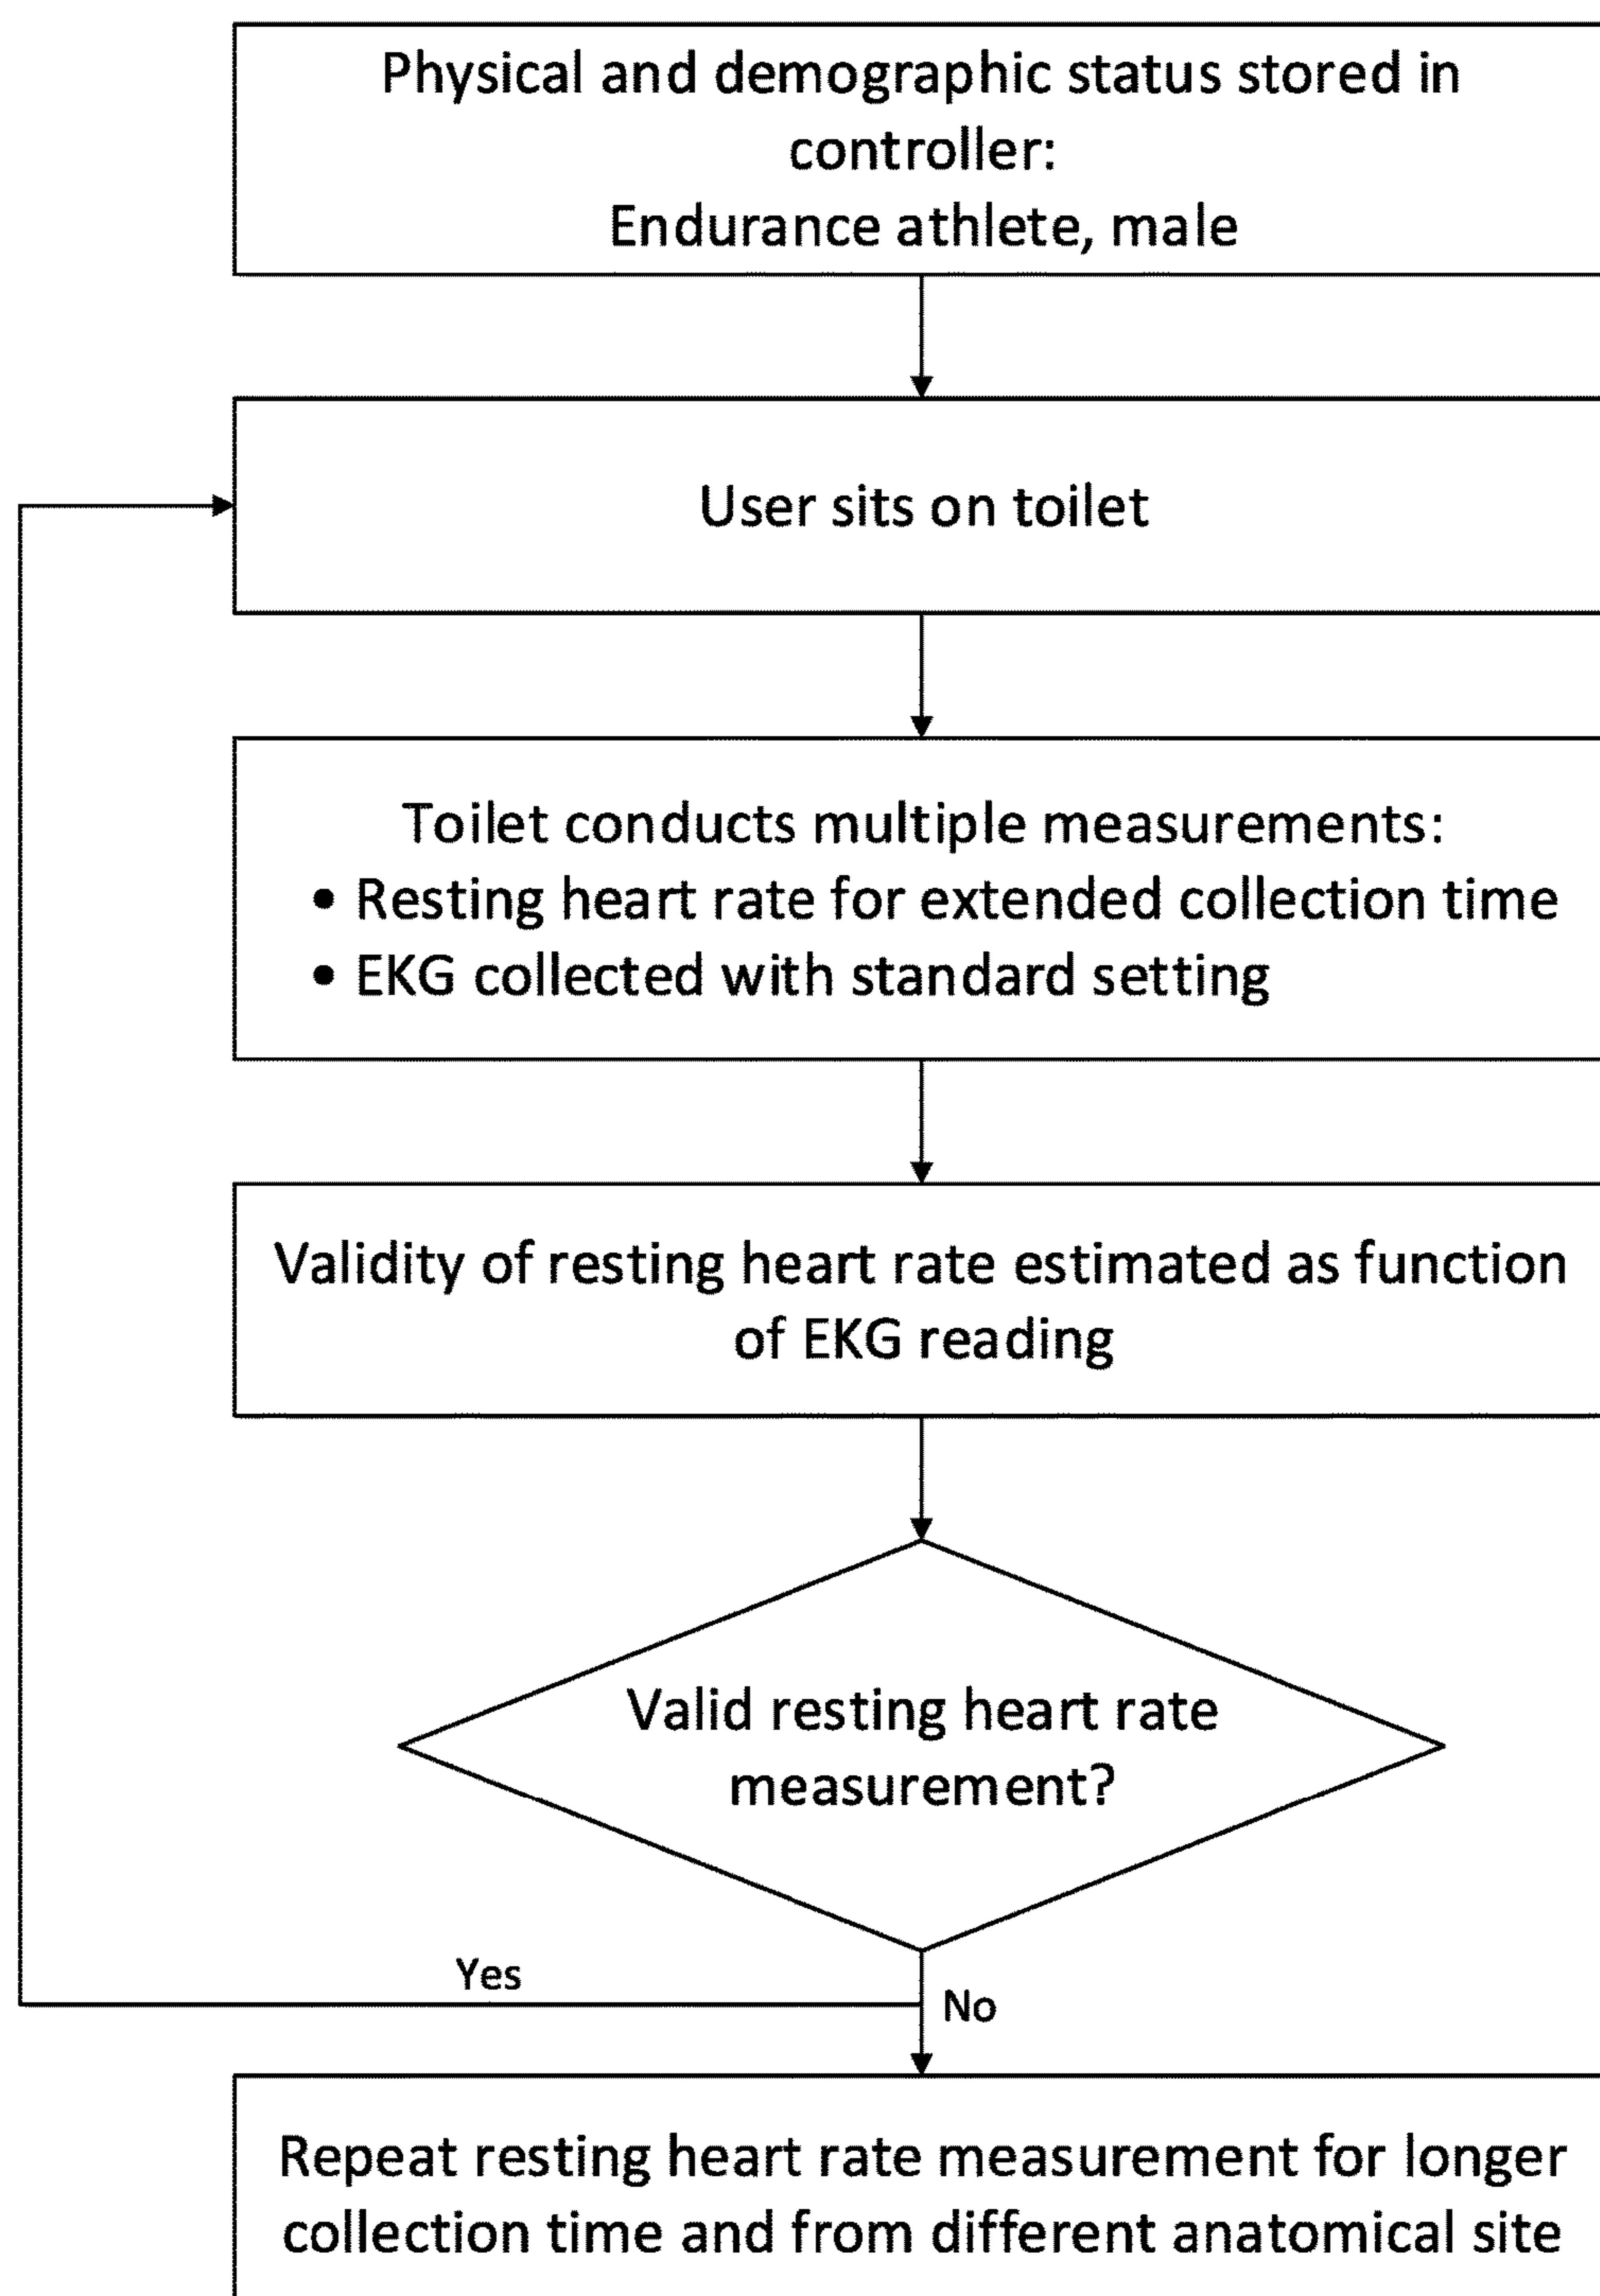 Physical and demographic status stored in
controller:
Endurance athlete, male
User sits on toilet
Toilet conducts multiple measurements:
• Resting heart rate for extended collection time
• EKG collected with standard setting
Validity of resting heart rate estimated as function
of EKG reading
Valid resting heart rate
measurement?
Yes
No
Repeat resting heart rate measurement for longer
collection time and from different anatomical site